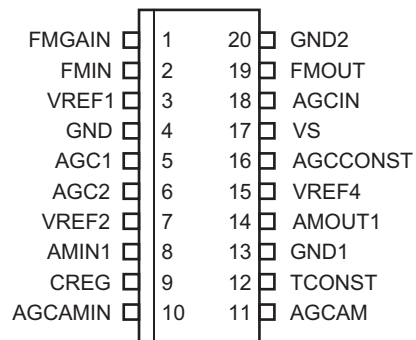 FMGAIN 1 20 GND2
FMIN 2 19 FMOUT
VREF1 3 18 AGCIN
GND 4 17 VS
AGC1 5 16 AGCCONST
AGC2 6 15 VREF4
VREF2 7 14 AMOUT1
AMIN1 8 13 GND1
CREG 9 12 TCONST
AGCAMIN 10 11 AGCAM